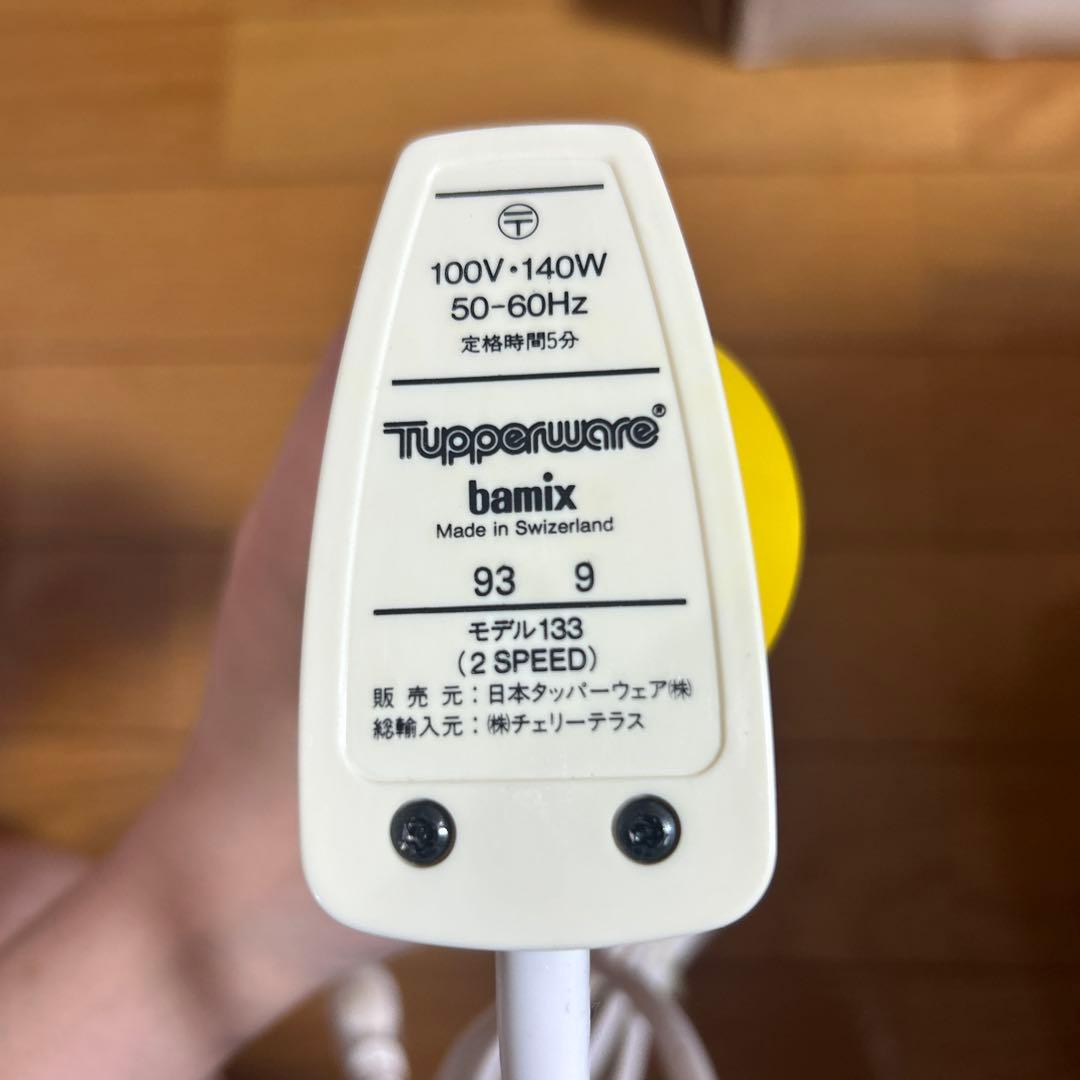 〒
100V・140W
50-60Hz
定格時間5分
Tupperware®
bamix
Made in Swizerland
93 9
モデル133
(2 SPEED)
販売元：日本タッパーウェア㈱
総輸入元：㈱チェリーテラス